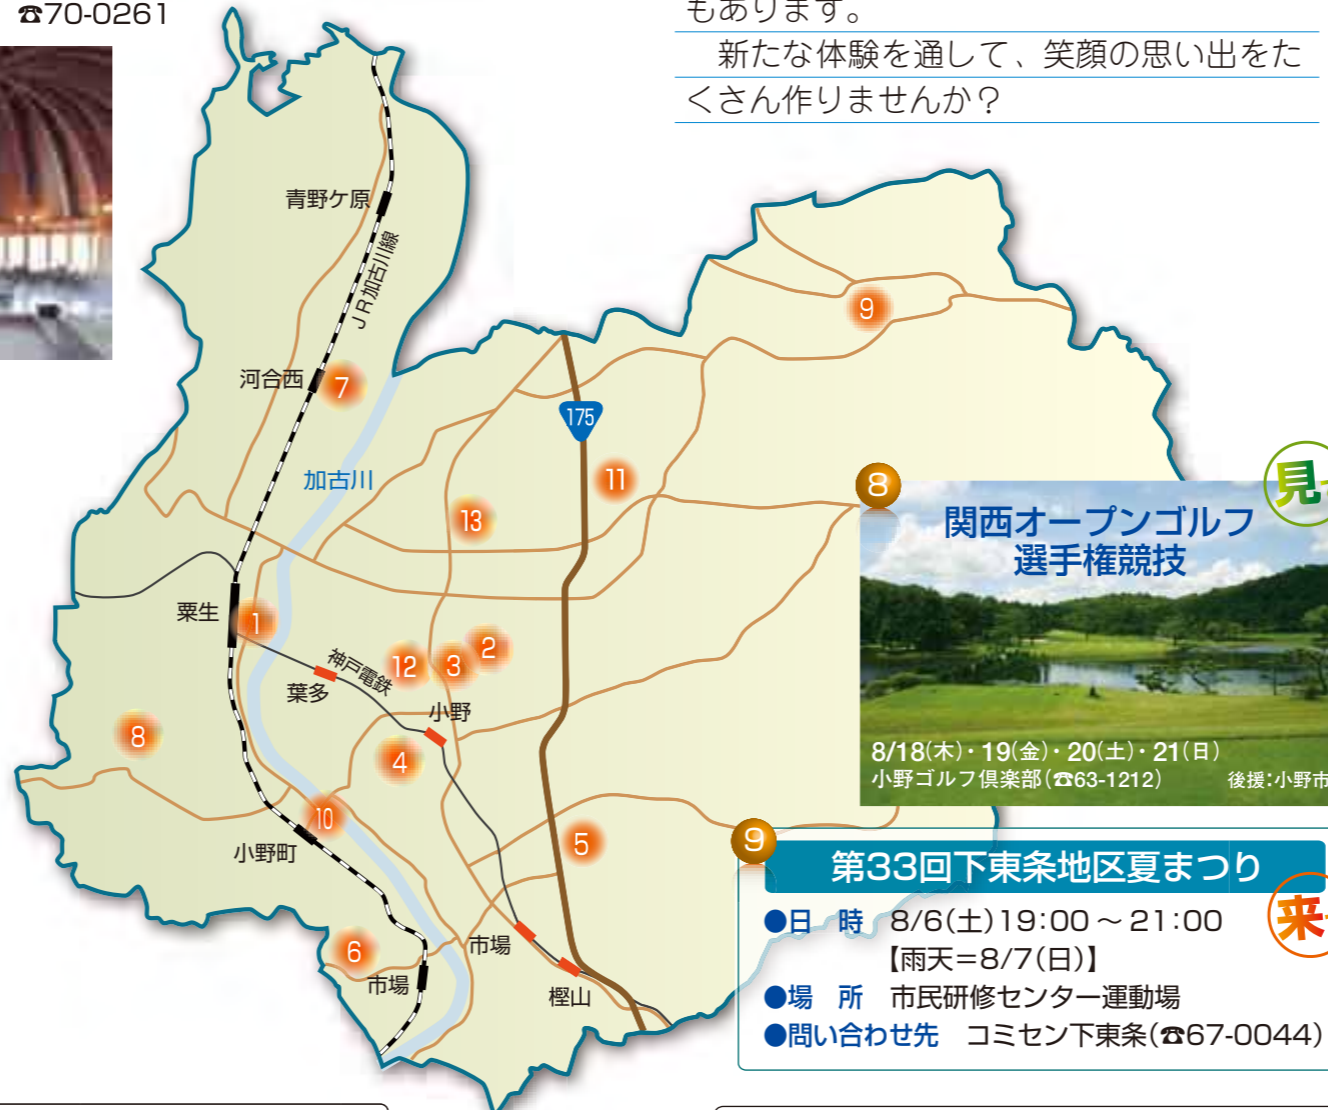 ☎70-0261
もあります。
新たな体験を通して、笑顔の思い出をた
くさん作りませんか？
青野ケ原
JR加古川線
9
河合西
7
175
加古川
11
13
8
見
関西オープンゴルフ
選手権競技
8/18(木)・19(金)・20(土)・21(日)
小野ゴルフ倶楽部(☎63-1212)
後援:小野市
粟生
1
神戸電鉄
12
3
2
葉多
小野
8
4
10
小野町
5
6
市場
市場
樫山
9
第33回下東条地区夏まつり
来
●日 時 8/6(土)19:00～21:00
【雨天=8/7(日)】
●場 所 市民研修センター運動場
●問い合わせ先 コミセン下東条(☎67-0044)